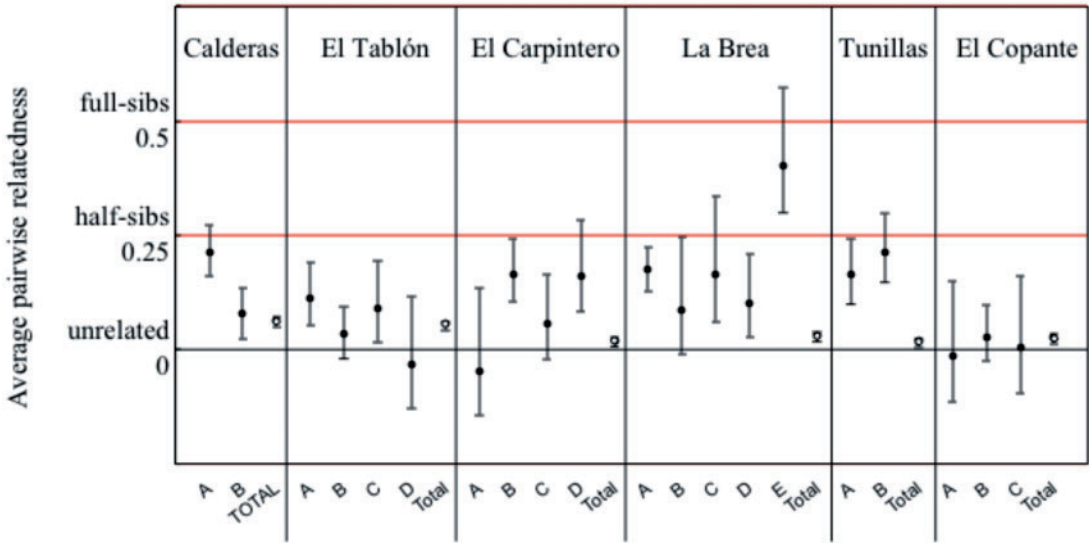 Calderas El Tablón El Carpintero La Brea Tunillas El Copante
Average pairwise relatedness
full-sibs
0.5
half-sibs
0.25
unrelated
0
A B TOTAL A B C D Total A B C D Total A B C D E Total A B Total A B C Total